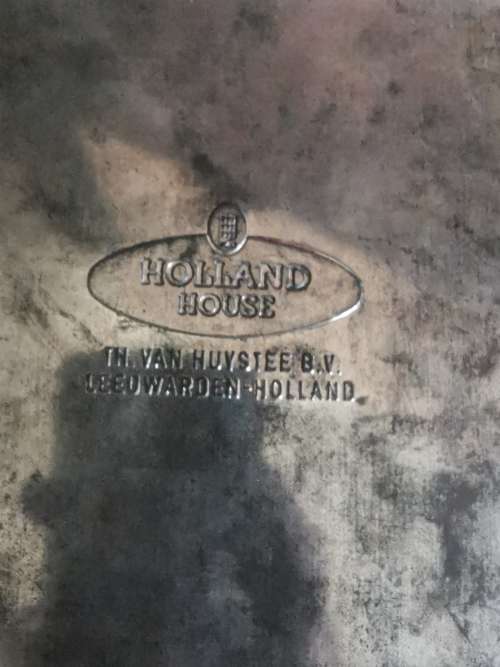 HOLLAND
HOUSE
TH. VAN HUYSTEE B.V.
LEEUWARDEN-HOLLAND